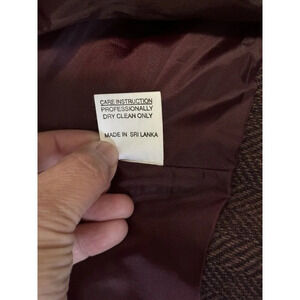 CARE INSTRUCTION
PROFESSIONALLY
DRY CLEAN ONLY
MADE IN SRI LANKA